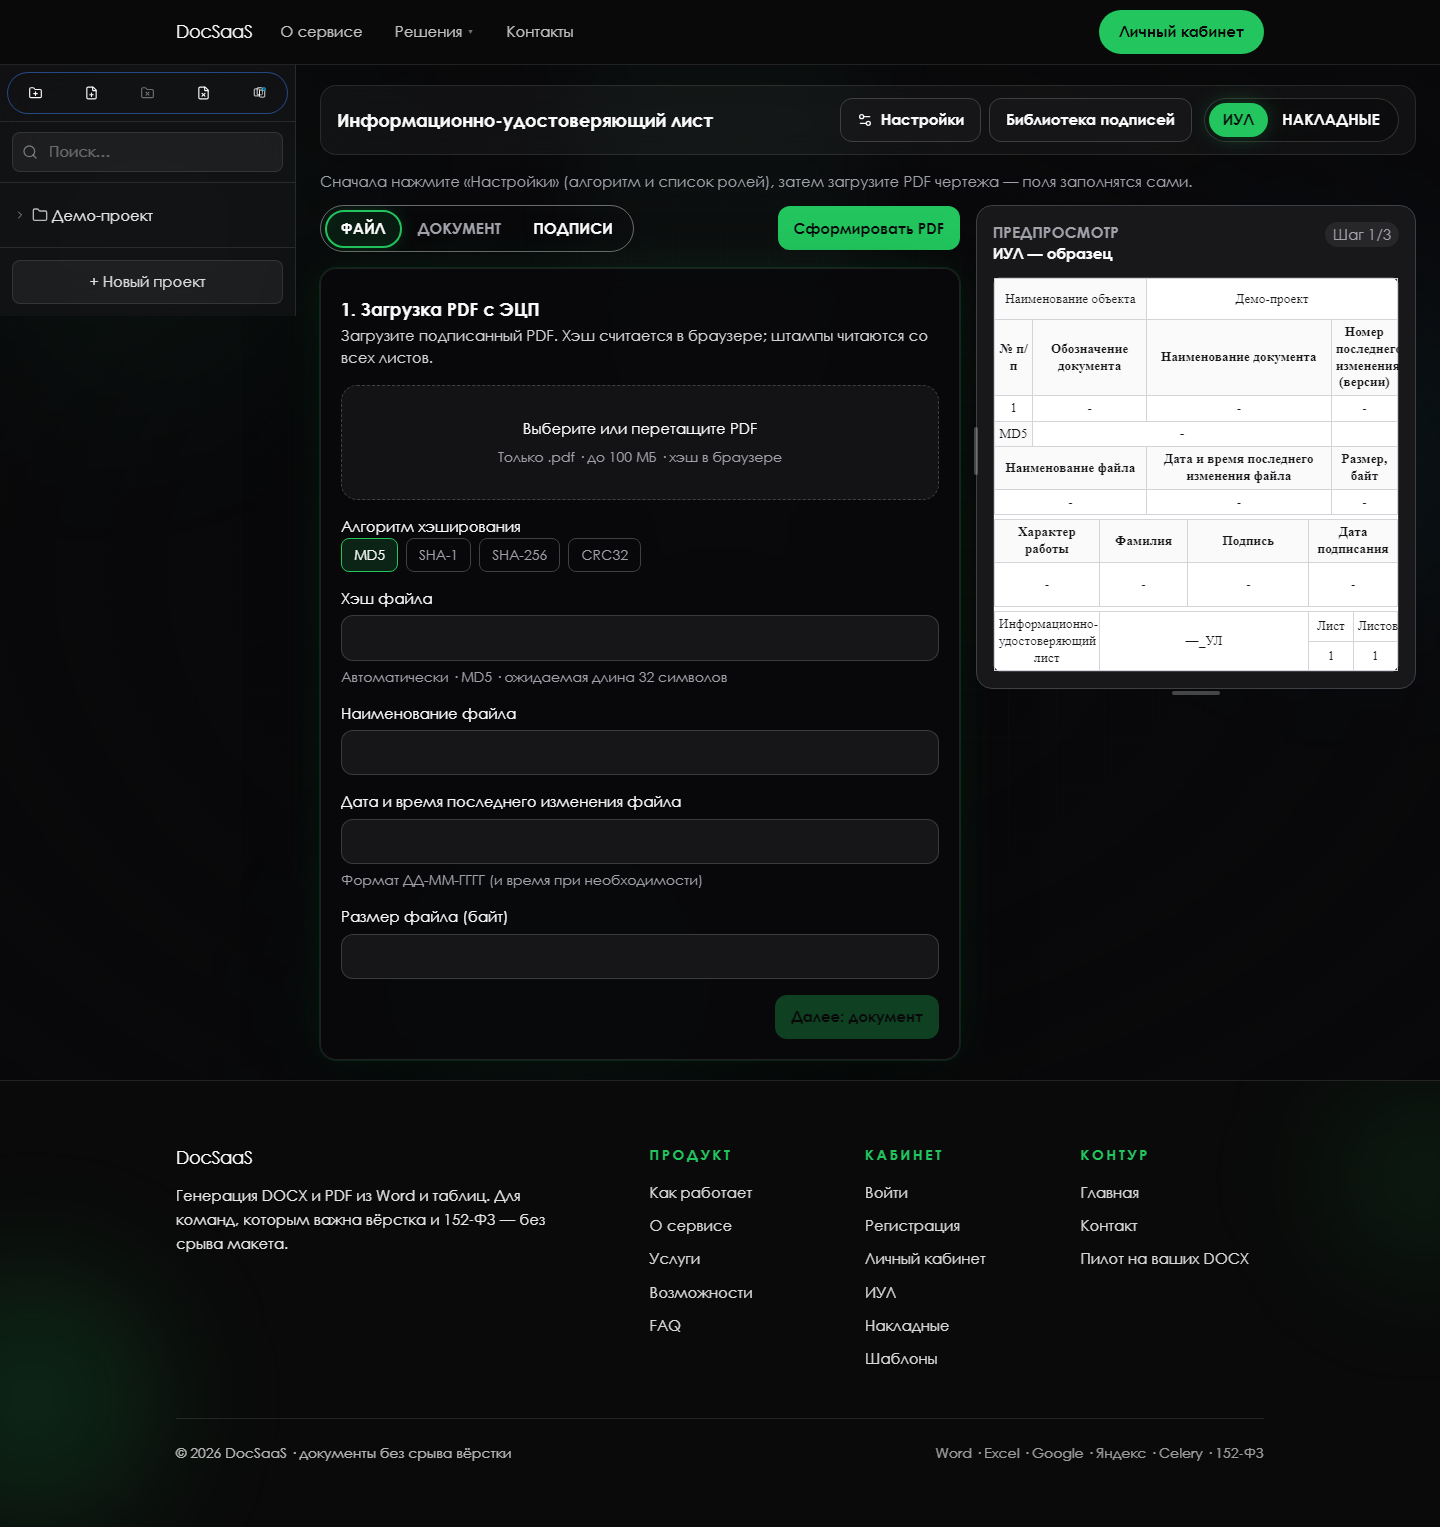 DocSaaS
О сервисе
Решения
Контакты
Личный кабинет
Поиск...
Демо-проект
+ Новый проект
Информационно-удостоверяющий лист
Настройки
Библиотека подписей
ИУЛ
НАКЛАДНЫЕ
Сначала нажмите «Настройки» (алгоритм и список ролей), затем загрузите PDF чертежа — поля заполнятся сами.
ФАЙЛ
ДОКУМЕНТ
ПОДПИСИ
Сформировать PDF
1. Загрузка PDF с ЭЦП
Загрузите подписанный PDF. Хэш считается в браузере; штампы читаются со
всех листов.
Выберите или перетащите PDF
Только .pdf · до 100 МБ · хэш в браузере
Алгоритм хэширования
MD5
SHA-1
SHA-256
CRC32
Хэш файла
Автоматически · MD5 · ожидаемая длина 32 символов
Наименование файла
Дата и время последнего изменения файла
Формат ДД-ММ-ГГГГ (и время при необходимости)
Размер файла (байт)
Далее: документ
ПРЕДПРОСМОТР
Шаг 1/3
ИУЛ — образец
Наименование объекта
Демо-проект
№ п/
п
Обозначение
документа
Наименование документа
Номер
последнего
изменения
(версии)
1
-
-
-
MD5
-
Наименование файла
Дата и время последнего
изменения файла
Размер,
байт
-
-
-
Характер
работы
Фамилия
Подпись
Дата
подписания
-
-
-
-
Информационно-
удостоверяющий
лист
—_УЛ
Лист
Листов
1
1
DocSaaS
Генерация DOCX и PDF из Word и таблиц. Для
команд, которым важна вёрстка и 152-ФЗ — без
срыва макета.
ПРОДУКТ
Как работает
О сервисе
Услуги
Возможности
FAQ
КАБИНЕТ
Войти
Регистрация
Личный кабинет
ИУЛ
Накладные
Шаблоны
КОНТУР
Главная
Контакт
Пилот на ваших DOCX
© 2026 DocSaaS · документы без срыва вёрстки
Word · Excel · Google · Яндекс · Celery · 152-ФЗ